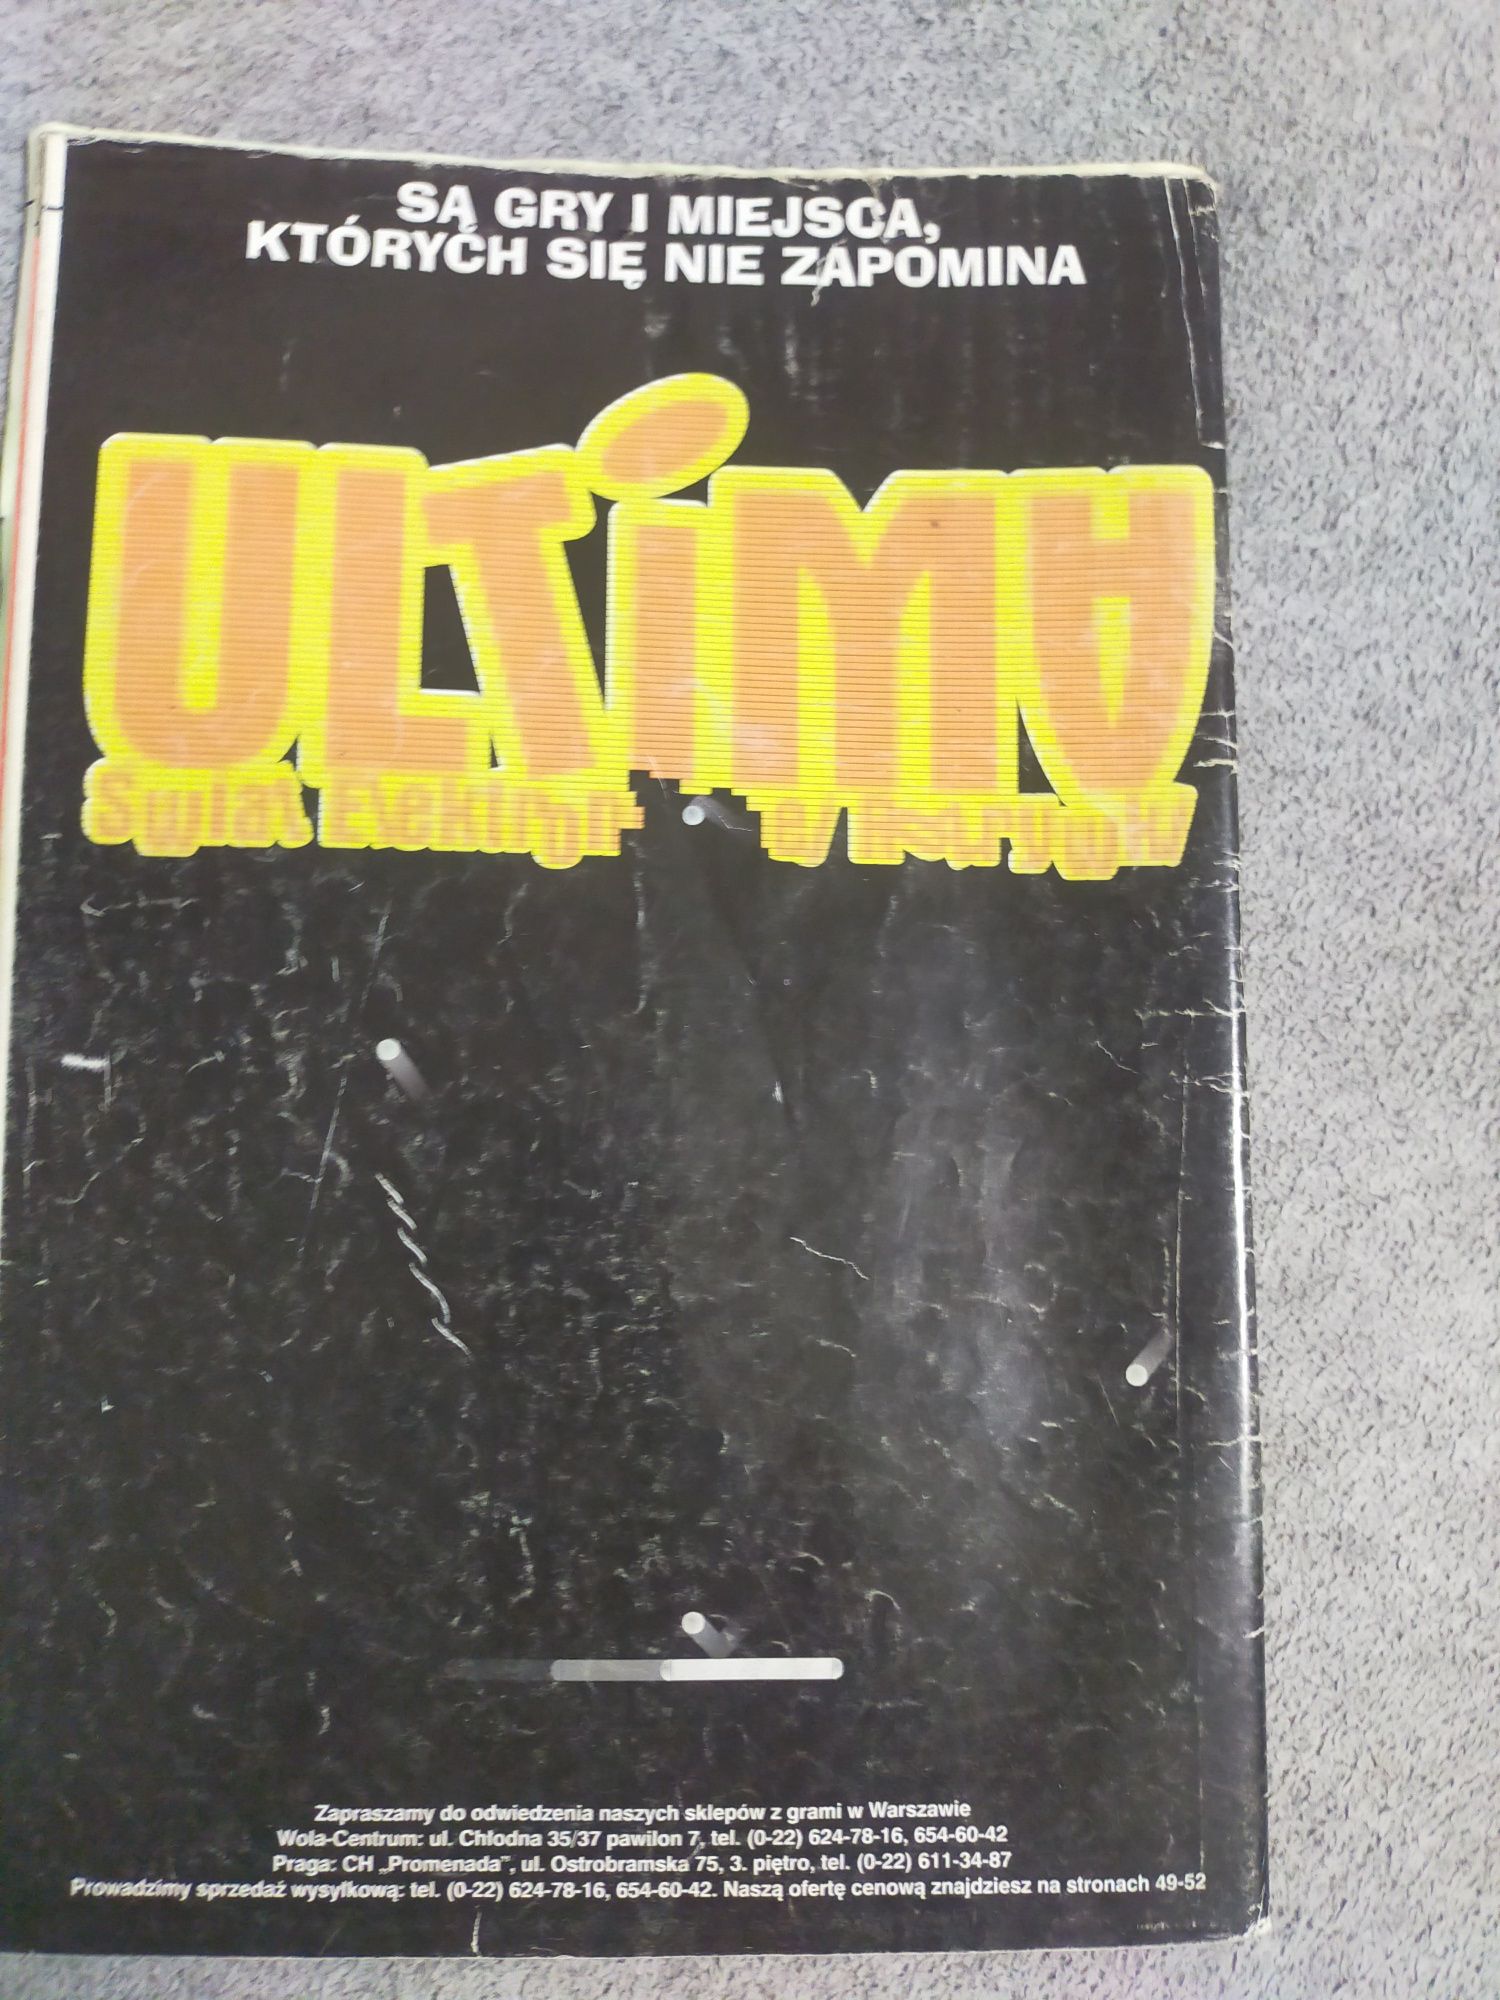 SĄ GRY I MIEJSCA,
KTÓRYCH SIĘ NIE ZAPOMINA
ULTiMA
Świat
Zapraszamy do odwiedzenia naszych sklepów z grami w Warszawie
Wola-Centrum: ul. Chłodna 35/37 pawilon 7, tel. (0-22) 624-78-16, 654-60-42
Praga: CH „Promenada”, ul. Ostrobramska 75, 3. piętro, tel. (0-22) 611-34-87
Prowadzimy sprzedaż wysyłkową: tel. (0-22) 624-78-16, 654-60-42. Naszą ofertę cenową znajdziesz na stronach 49-52